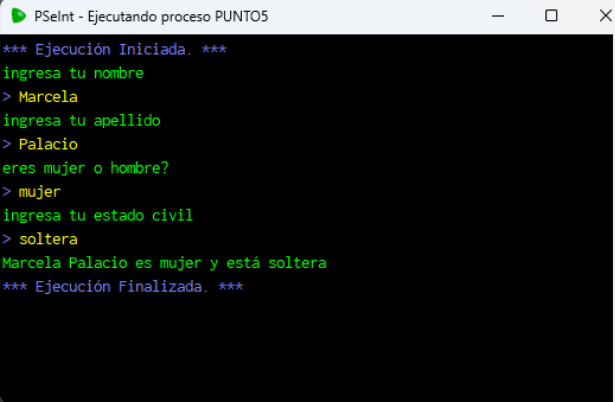 PSeInt - Ejecutando proceso PUNTO5
*** Ejecución Iniciada. ***
ingresa tu nombre
> Marcela
ingresa tu apellido
> Palacio
eres mujer o hombre?
> mujer
ingresa tu estado civil
> soltera
Marcela Palacio es mujer y está soltera
*** Ejecución Finalizada. ***